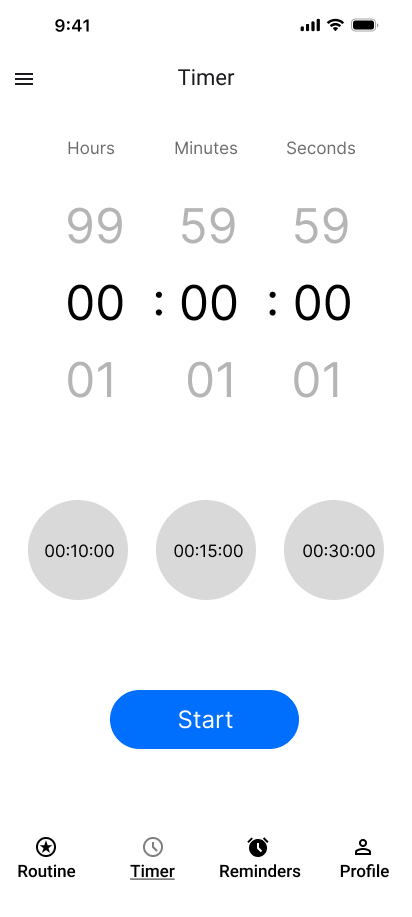 9:41
Timer
Hours Minutes Seconds
99 59 59
00 : 00 : 00
01 01 01
00:10:00 00:15:00 00:30:00
Start
Routine Timer Reminders Profile